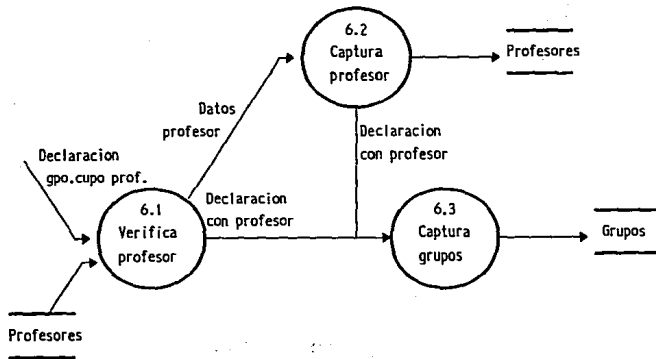 6.2
Captura
profesor
Profesores
Datos
profesor
Declaracion
con profesor
Declaracion
gpo.cupo prof.
6.1
Verifica
profesor
Declaracion
con profesor
6.3
Captura
grupos
Grupos
Profesores